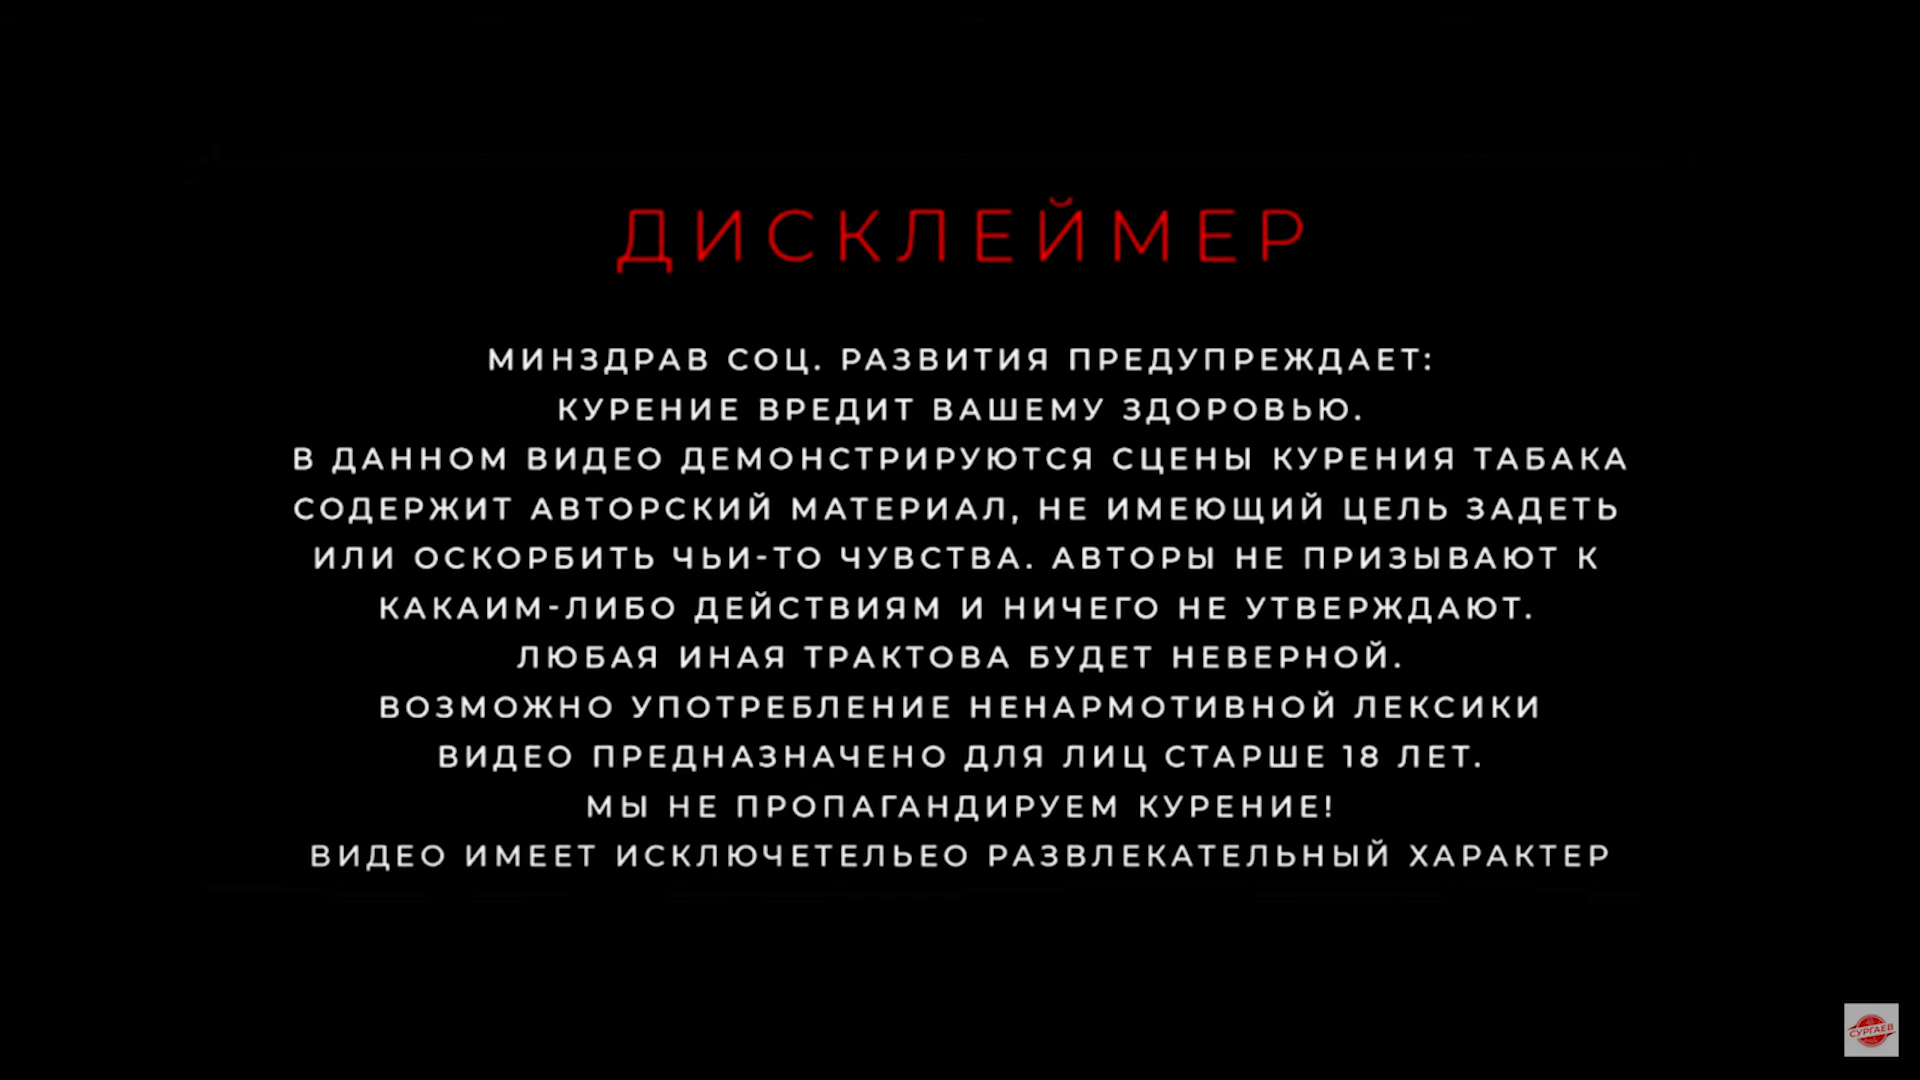 ДИСКЛЕЙМЕР
МИНЗДРАВ СОЦ. РАЗВИТИЯ ПРЕДУПРЕЖДАЕТ:
КУРЕНИЕ ВРЕДИТ ВАШЕМУ ЗДОРОВЬЮ.
В ДАННОМ ВИДЕО ДЕМОНСТРИРУЮТСЯ СЦЕНЫ КУРЕНИЯ ТАБАКА
СОДЕРЖИТ АВТОРСКИЙ МАТЕРИАЛ, НЕ ИМЕЮЩИЙ ЦЕЛЬ ЗАДЕТЬ
ИЛИ ОСКОРБИТЬ ЧЬИ-ТО ЧУВСТВА. АВТОРЫ НЕ ПРИЗЫВАЮТ К
КАКАИМ-ЛИБО ДЕЙСТВИЯМ И НИЧЕГО НЕ УТВЕРЖДАЮТ.
ЛЮБАЯ ИНАЯ ТРАКТОВА БУДЕТ НЕВЕРНОЙ.
ВОЗМОЖНО УПОТРЕБЛЕНИЕ НЕНАРМОТИВНОЙ ЛЕКСИКИ
ВИДЕО ПРЕДНАЗНАЧЕНО ДЛЯ ЛИЦ СТАРШЕ 18 ЛЕТ.
МЫ НЕ ПРОПАГАНДИРУЕМ КУРЕНИЕ!
ВИДЕО ИМЕЕТ ИСКЛЮЧЕТЕЛЬЕО РАЗВЛЕКАТЕЛЬНЫЙ ХАРАКТЕР
СУРГАЕВ